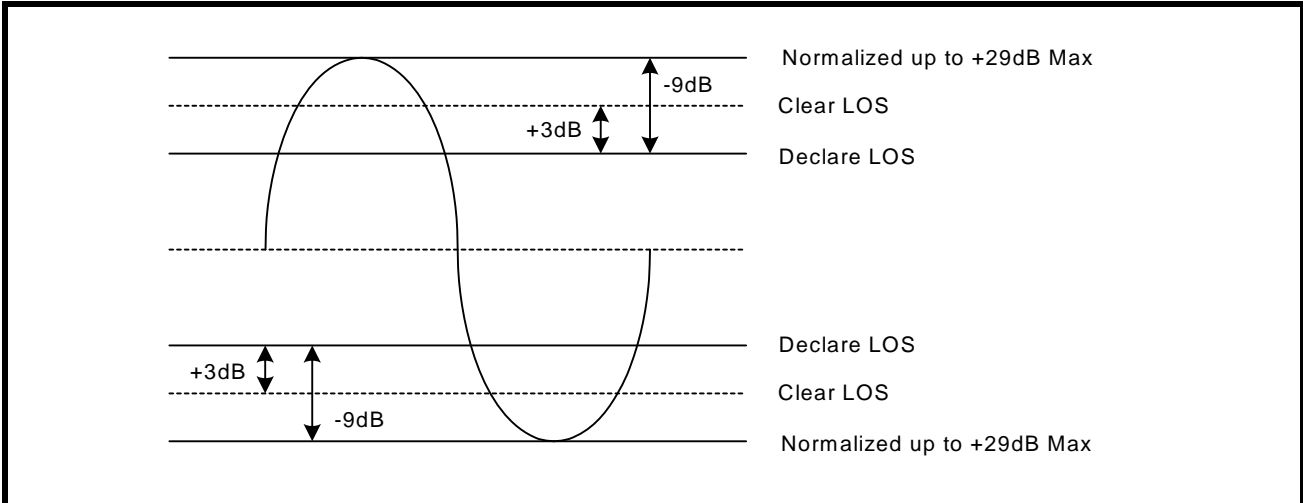 Normalized up to +29dB Max
-9dB
Clear LOS
+3dB
Declare LOS
Declare LOS
+3dB
Clear LOS
-9dB
Normalized up to +29dB Max